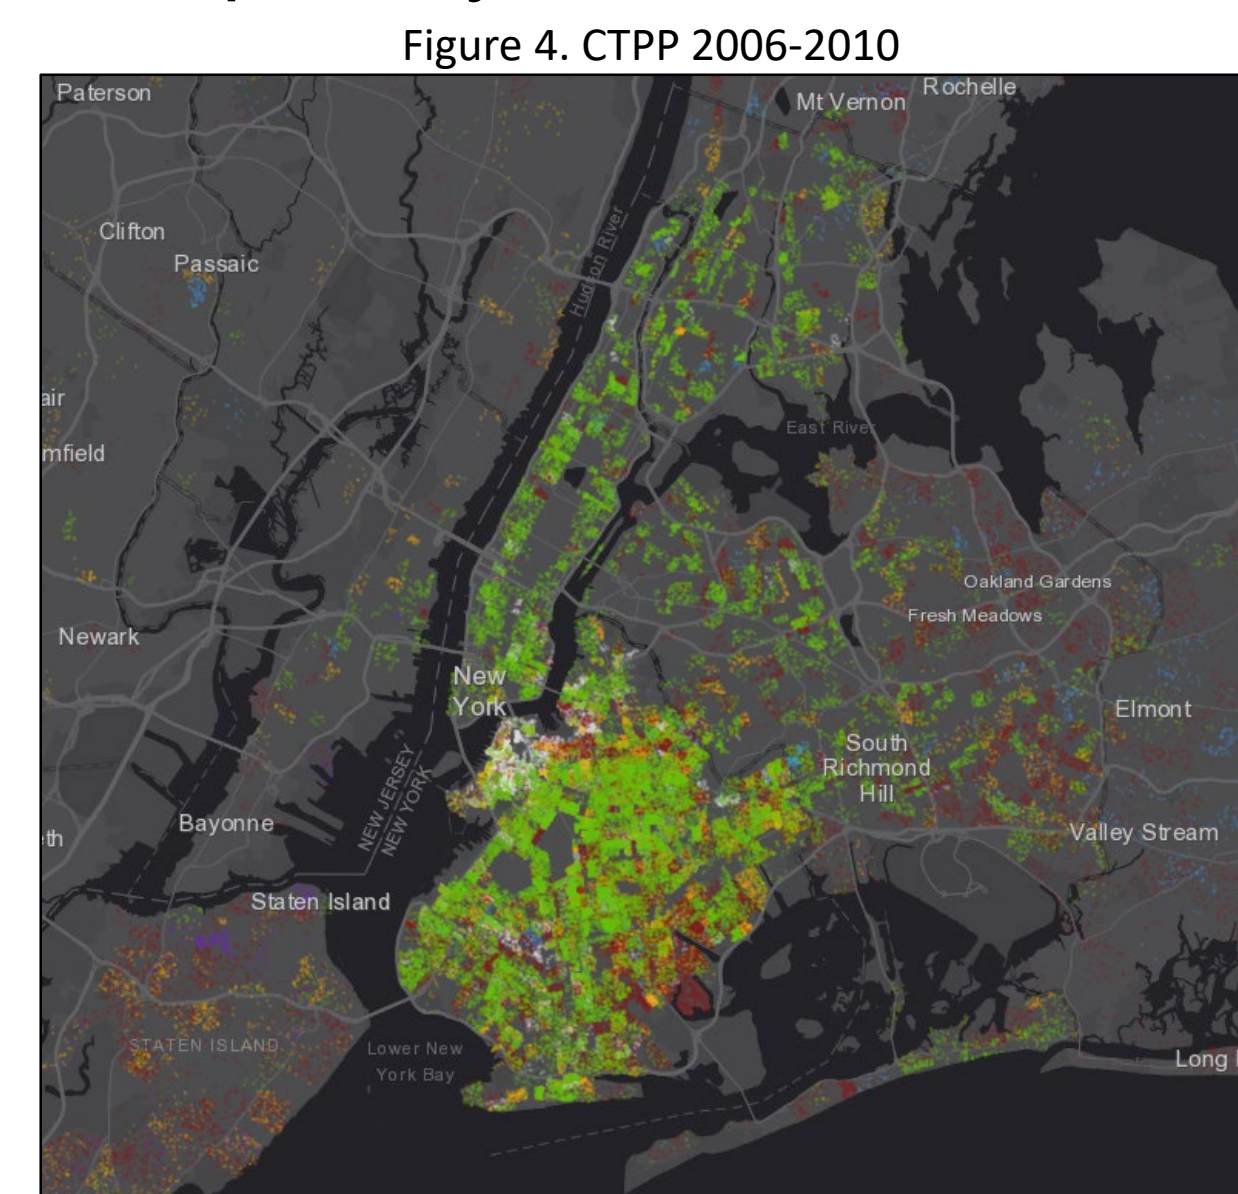 Figure 4. CTPP 2006-2010
Paterson
Mt Vernon
Rochelle
Clifton
Passaic
Hudson River
air
mfield
East River
Oakland Gardens
Fresh Meadows
Newark
New
York
Elmont
South
Richmond
Hill
NEW JERSEY
NEW YORK
Bayonne
th
Valley Stream
Staten Island
STATEN ISLAND
Lower New
York Bay
Long